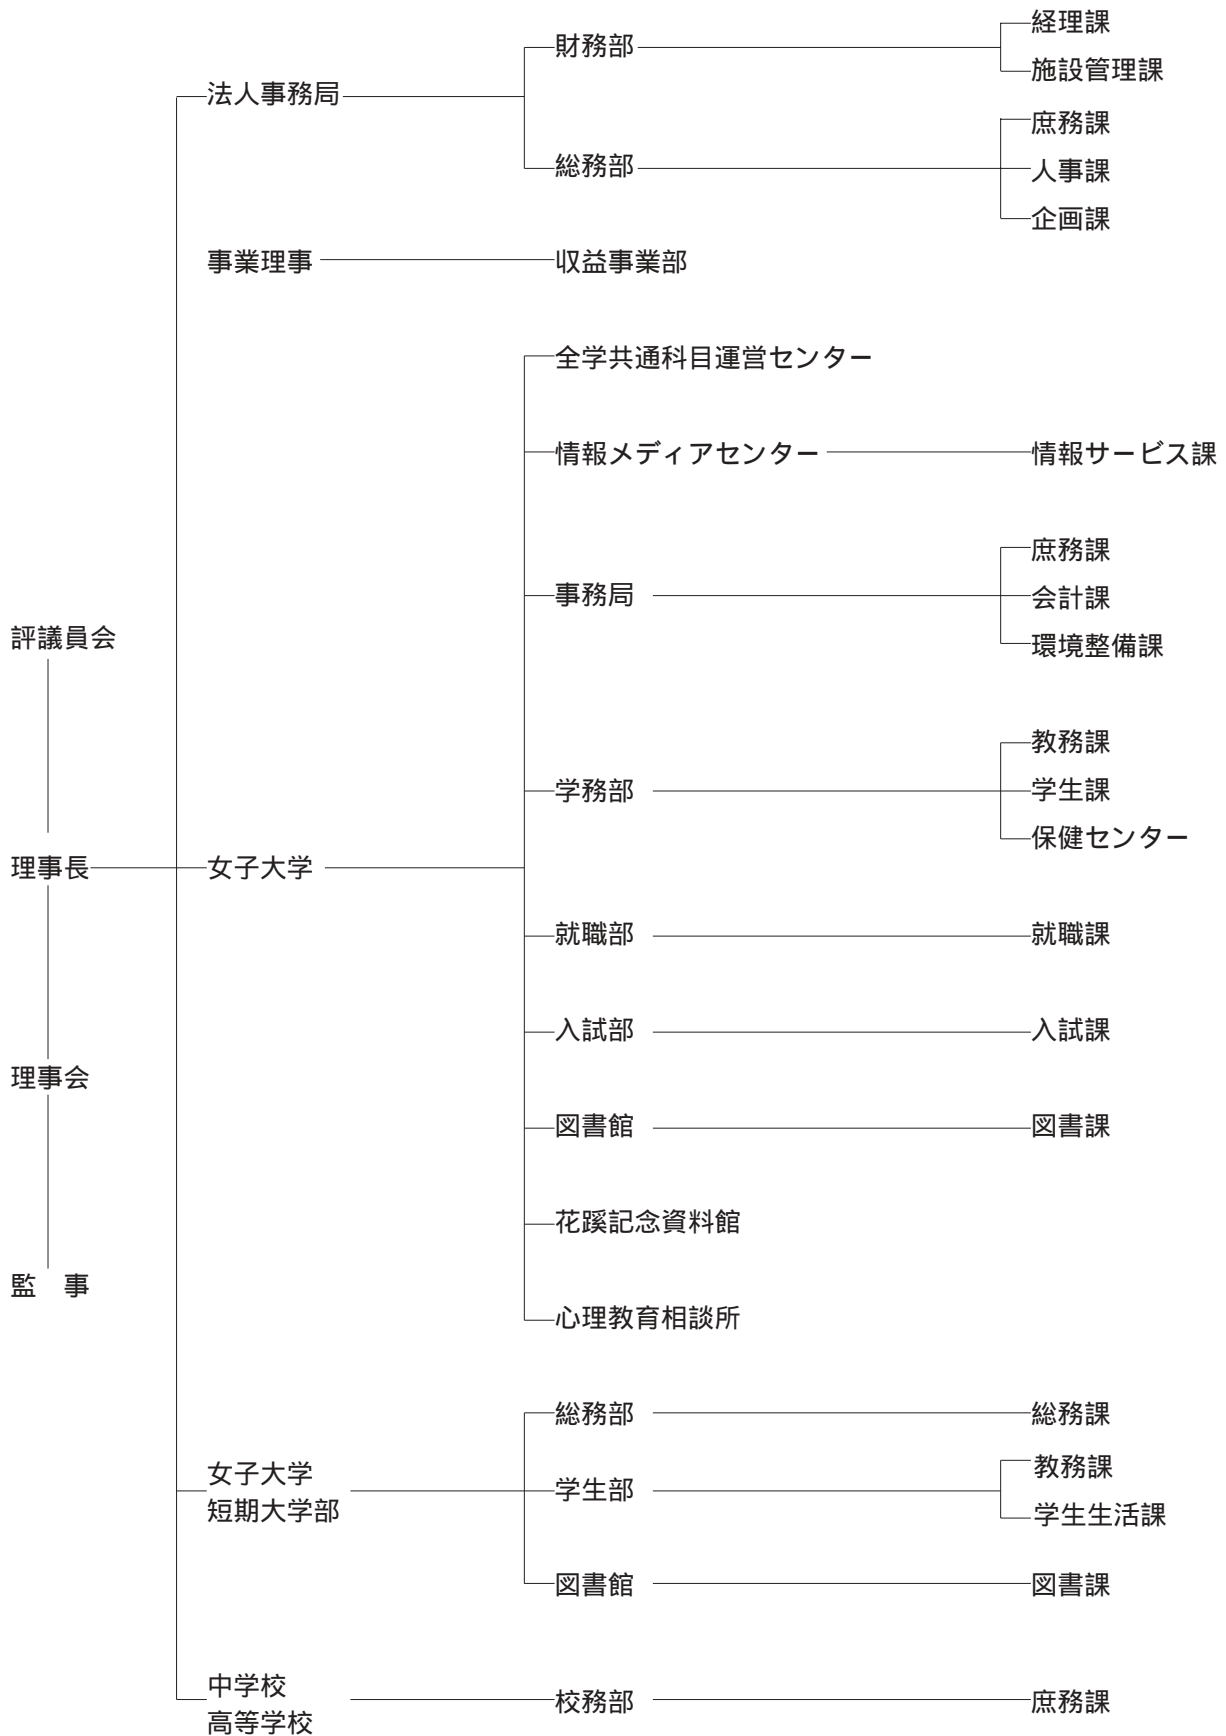 経理課
財務部
施設管理課
法人事務局
庶務課
総務部
人事課
企画課
事業理事
収益事業部
全学共通科目運営センター
情報メディアセンター
情報サービス課
庶務課
事務局
会計課
環境整備課
評議員会
教務課
学務部
学生課
保健センター
理事長
女子大学
就職部
就職課
入試部
入試課
理事会
図書館
図書課
花蹊記念資料館
監　事
心理教育相談所
総務部
総務課
女子大学
短期大学部
学生部
教務課
学生生活課
図書館
図書課
中学校
高等学校
校務部
庶務課